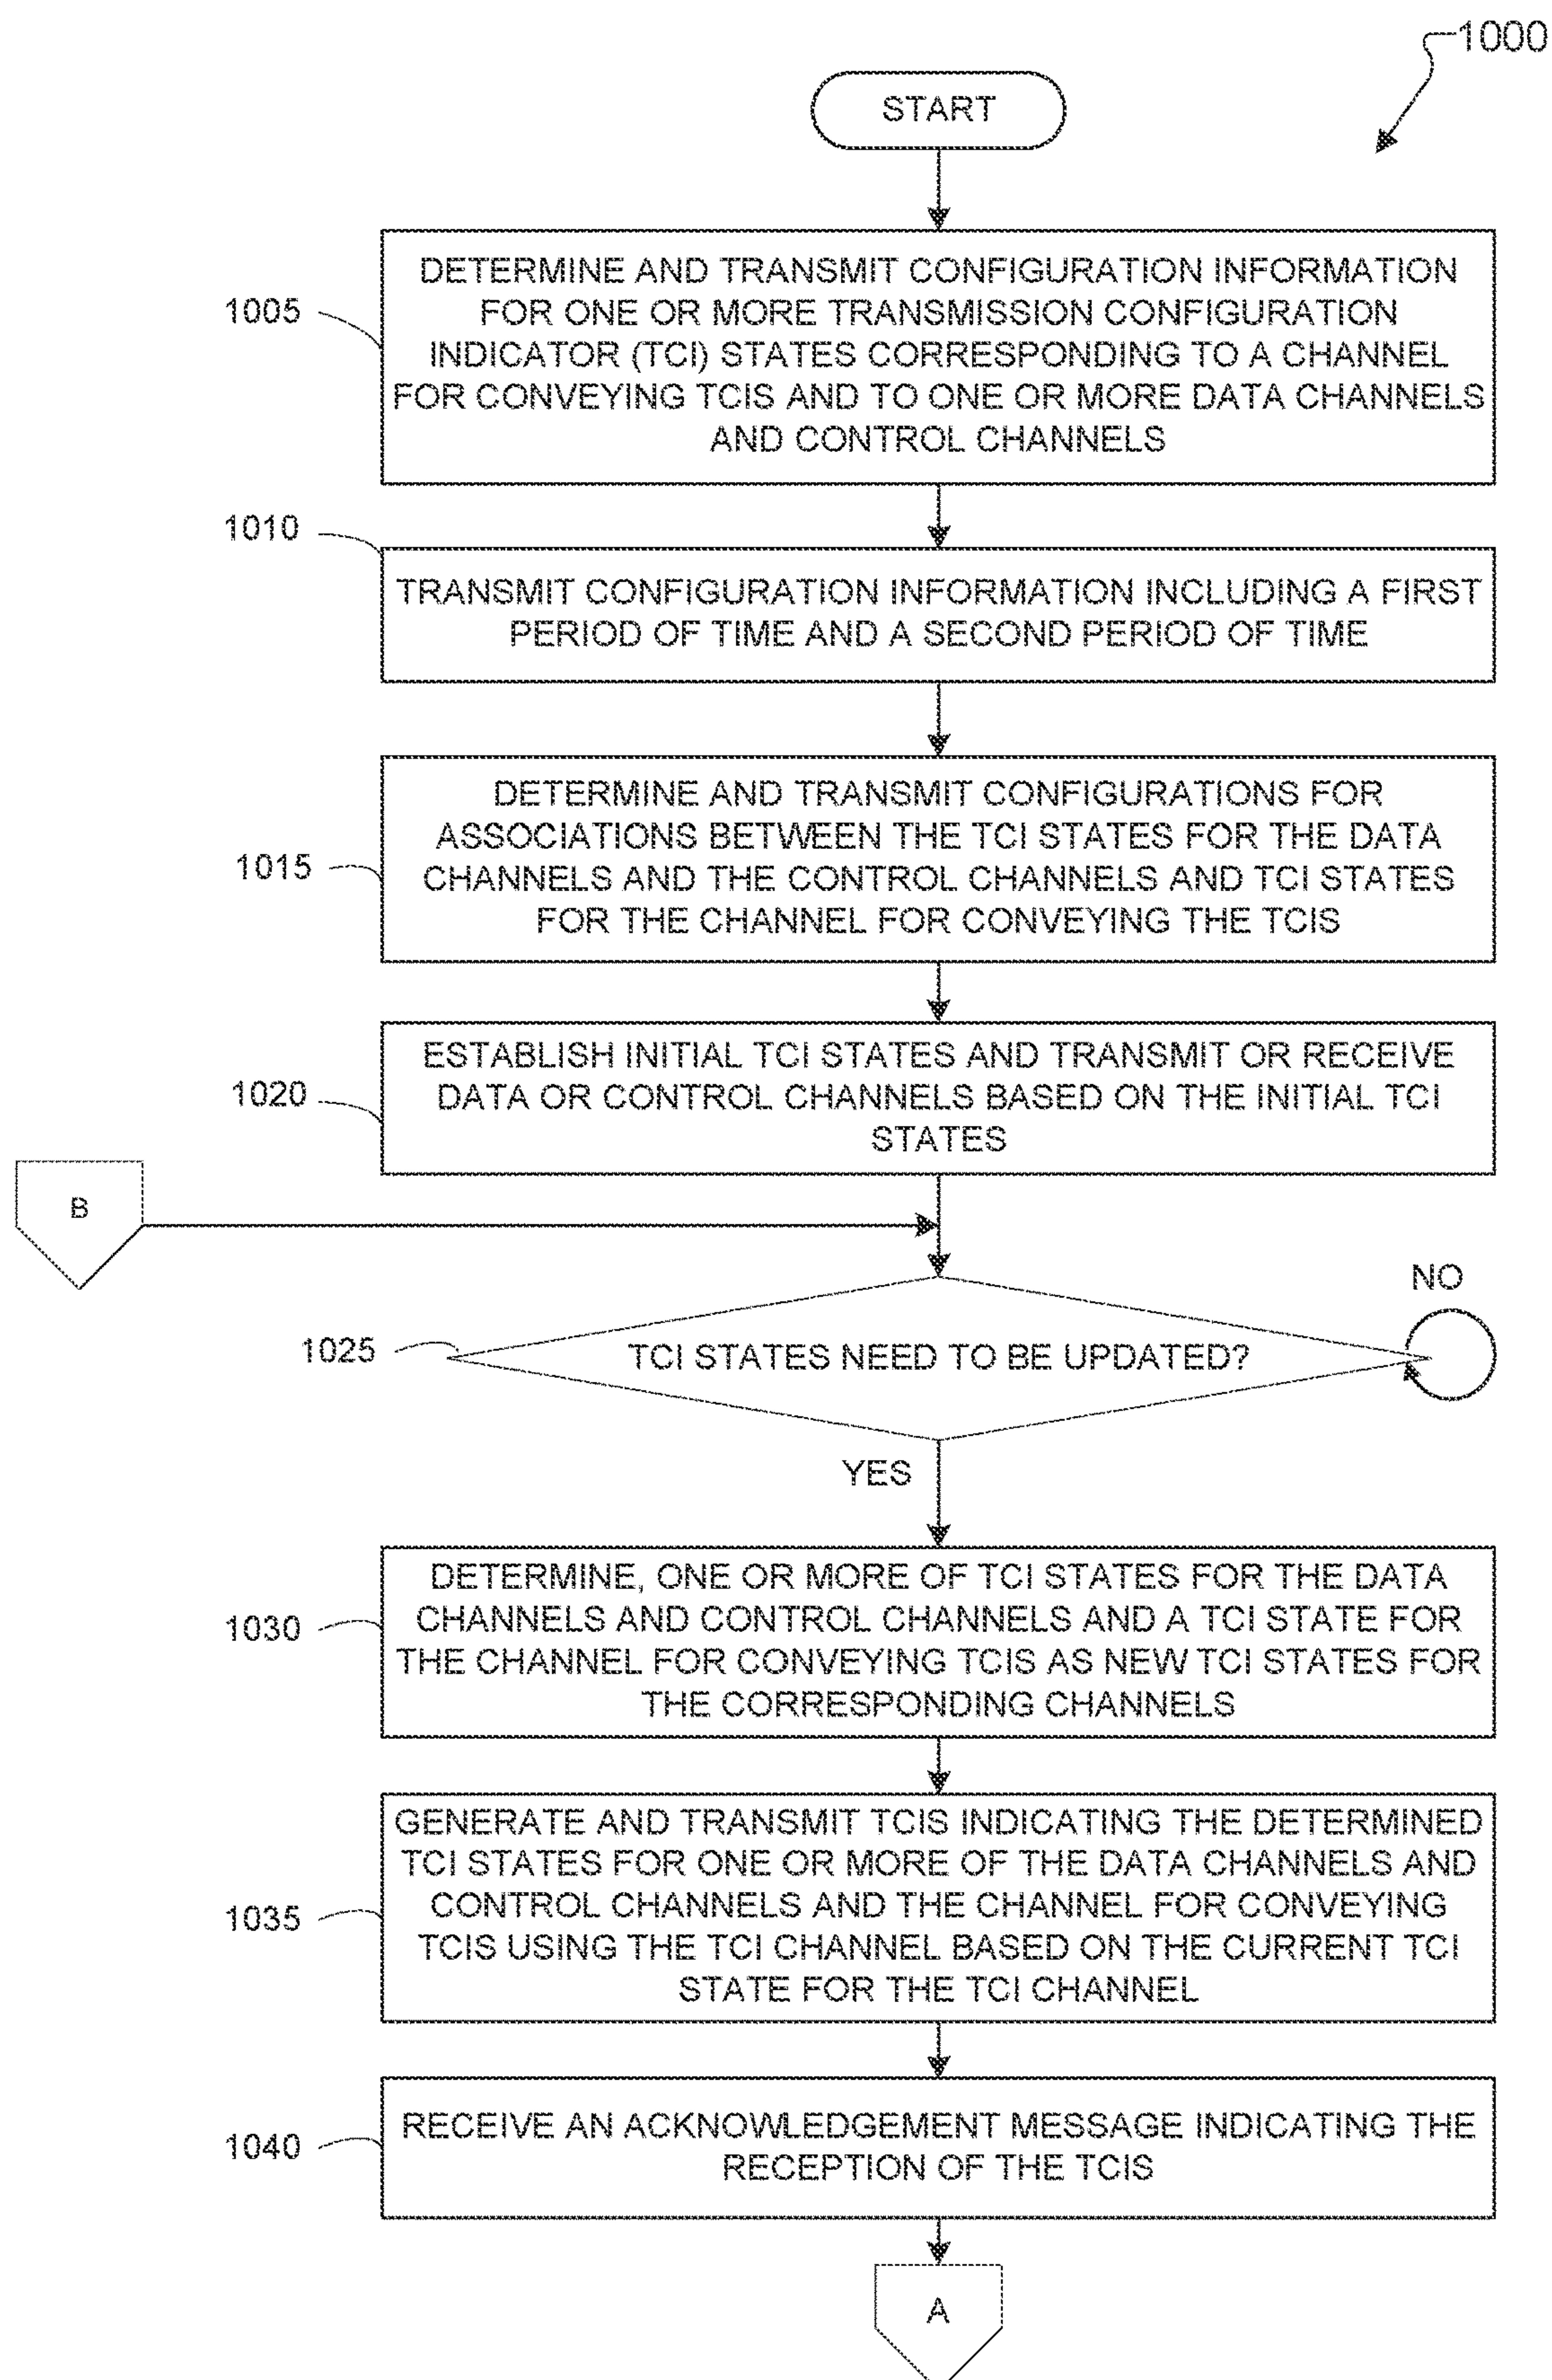 1000
START
1005
DETERMINE AND TRANSMIT CONFIGURATION INFORMATION
FOR ONE OR MORE TRANSMISSION CONFIGURATION
INDICATOR (TCI) STATES CORRESPONDING TO A CHANNEL
FOR CONVEYING TCIS AND TO ONE OR MORE DATA CHANNELS
AND CONTROL CHANNELS
1010
TRANSMIT CONFIGURATION INFORMATION INCLUDING A FIRST
PERIOD OF TIME AND A SECOND PERIOD OF TIME
1015
DETERMINE AND TRANSMIT CONFIGURATIONS FOR
ASSOCIATIONS BETWEEN THE TCI STATES FOR THE DATA
CHANNELS AND THE CONTROL CHANNELS AND TCI STATES
FOR THE CHANNEL FOR CONVEYING THE TCIS
1020
ESTABLISH INITIAL TCI STATES AND TRANSMIT OR RECEIVE
DATA OR CONTROL CHANNELS BASED ON THE INITIAL TCI
STATES
B
1025
TCI STATES NEED TO BE UPDATED?
NO
YES
1030
DETERMINE, ONE OR MORE OF TCI STATES FOR THE DATA
CHANNELS AND CONTROL CHANNELS AND A TCI STATE FOR
THE CHANNEL FOR CONVEYING TCIS AS NEW TCI STATES FOR
THE CORRESPONDING CHANNELS
1035
GENERATE AND TRANSMIT TCIS INDICATING THE DETERMINED
TCI STATES FOR ONE OR MORE OF THE DATA CHANNELS AND
CONTROL CHANNELS AND THE CHANNEL FOR CONVEYING
TCIS USING THE TCI CHANNEL BASED ON THE CURRENT TCI
STATE FOR THE TCI CHANNEL
1040
RECEIVE AN ACKNOWLEDGEMENT MESSAGE INDICATING THE
RECEPTION OF THE TCIS
A